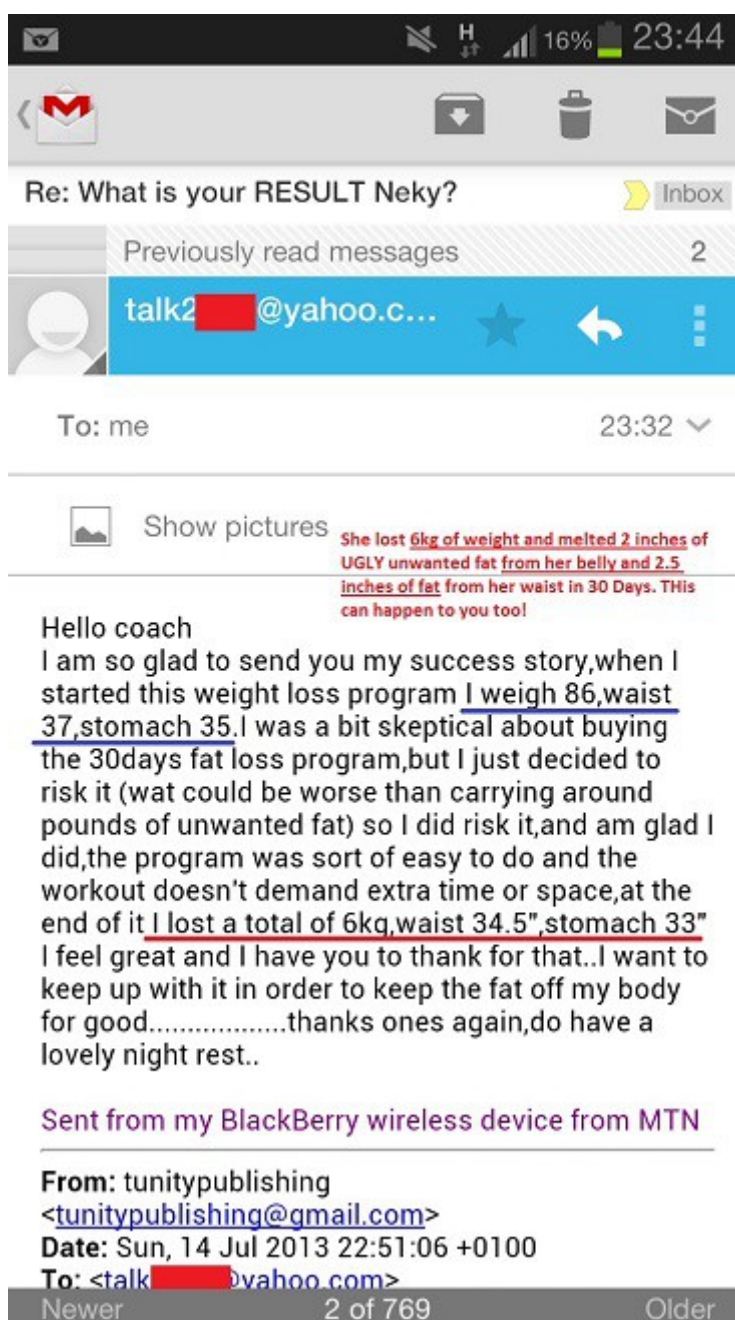 H 16% 23:44
Re: What is your RESULT Neky?
Inbox
Previously read messages 2
talk2 @yahoo.c...
To: me 23:32
Show pictures
She lost 6kg of weight and melted 2 inches of
UGLY unwanted fat from her belly and 2.5
inches of fat from her waist in 30 Days. THis
can happen to you too!
Hello coach
I am so glad to send you my success story,when I
started this weight loss program I weigh 86,waist
37,stomach 35.I was a bit skeptical about buying
the 30days fat loss program,but I just decided to
risk it (wat could be worse than carrying around
pounds of unwanted fat) so I did risk it,and am glad I
did,the program was sort of easy to do and the
workout doesn't demand extra time or space,at the
end of it I lost a total of 6kg,waist 34.5",stomach 33"
I feel great and I have you to thank for that..I want to
keep up with it in order to keep the fat off my body
for good..................thanks ones again,do have a
lovely night rest..
Sent from my BlackBerry wireless device from MTN
From: tunitypublishing
<tunitypublishing@gmail.com>
Date: Sun, 14 Jul 2013 22:51:06 +0100
To: <talk @yahoo.com>
Newer 2 of 769 Older